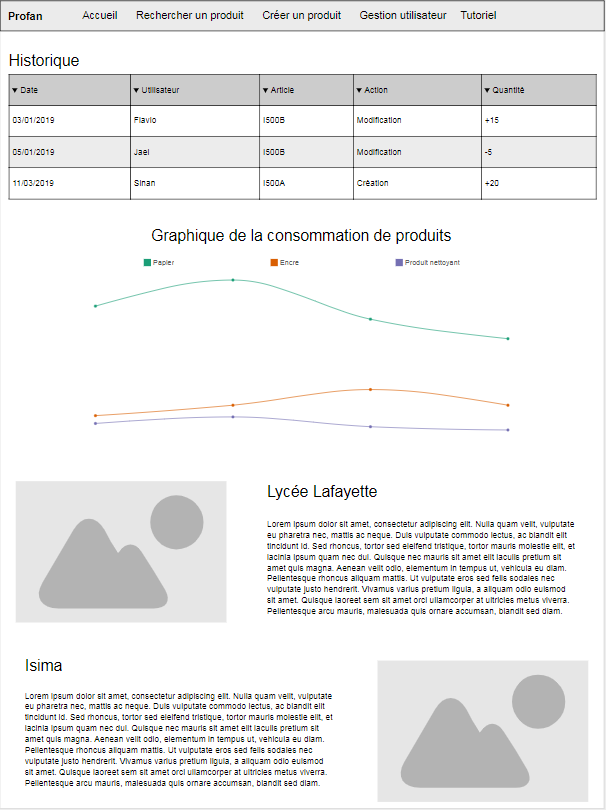 Profan Accueil Rechercher un produit Créer un produit Gestion utilisateur Tutoriel
Historique
▼ Date ▼ Utilisateur ▼ Article ▼ Action ▼ Quantité
03/01/2019 Flavio I500B Modification +15
05/01/2019 Jael I500B Modification -5
11/03/2019 Sinan I500A Création +20
Graphique de la consommation de produits
Papier Encre Produit nettoyant
Lycée Lafayette
Lorem ipsum dolor sit amet, consectetur adipiscing elit. Nulla quam velit, vulputate
eu pharetra nec, mattis ac neque. Duis vulputate commodo lectus, ac blandit elit
tincidunt id. Sed rhoncus, tortor sed eleifend tristique, tortor mauris molestie elit, et
lacinia ipsum quam nec dui. Quisque nec mauris sit amet elit iaculis pretium sit
amet quis magna. Aenean velit odio, elementum in tempus ut, vehicula eu diam.
Pellentesque rhoncus aliquam mattis. Ut vulputate eros sed felis sodales nec
vulputate justo hendrerit. Vivamus varius pretium ligula, a aliquam odio euismod
sit amet. Quisque laoreet sem sit amet orci ullamcorper at ultricies metus viverra.
Pellentesque arcu mauris, malesuada quis ornare accumsan, blandit sed diam.
Isima
Lorem ipsum dolor sit amet, consectetur adipiscing elit. Nulla quam velit, vulputate
eu pharetra nec, mattis ac neque. Duis vulputate commodo lectus, ac blandit elit
tincidunt id. Sed rhoncus, tortor sed eleifend tristique, tortor mauris molestie elit, et
lacinia ipsum quam nec dui. Quisque nec mauris sit amet elit iaculis pretium sit
amet quis magna. Aenean velit odio, elementum in tempus ut, vehicula eu diam.
Pellentesque rhoncus aliquam mattis. Ut vulputate eros sed felis sodales nec
vulputate justo hendrerit. Vivamus varius pretium ligula, a aliquam odio euismod
sit amet. Quisque laoreet sem sit amet orci ullamcorper at ultricies metus viverra.
Pellentesque arcu mauris, malesuada quis ornare accumsan, blandit sed diam.